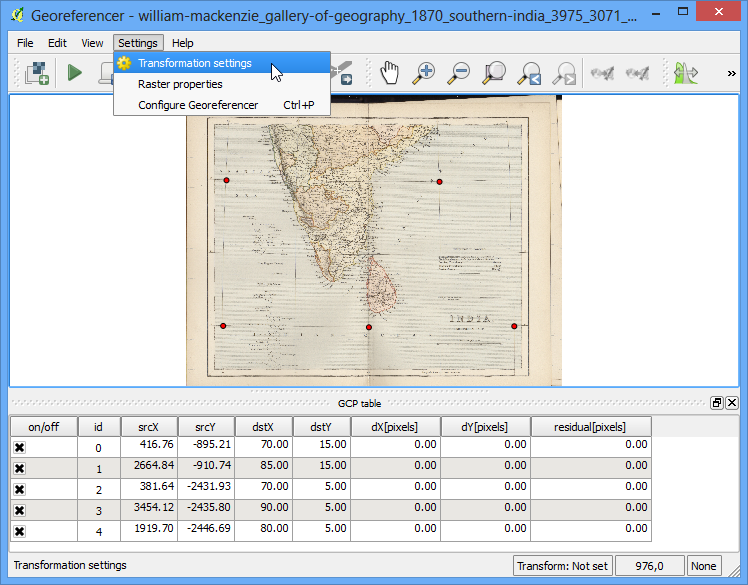 Georeferencer - william-mackenzie_gallery-of-geography_1870_southern-india_3975_3071_...
File Edit View Settings Help
Transformation settings
Raster properties
Configure Georeferencer Ctrl+P
»
INDIA
GCP table
on/off id srcX srcY dstX dstY dX[pixels] dY[pixels] residual[pixels]
0 416.76 -895.21 70.00 15.00 0.00 0.00 0.00
1 2664.84 -910.74 85.00 15.00 0.00 0.00 0.00
2 381.64 -2431.93 70.00 5.00 0.00 0.00 0.00
3 3454.12 -2435.80 90.00 5.00 0.00 0.00 0.00
4 1919.70 -2446.69 80.00 5.00 0.00 0.00 0.00
Transformation settings Transform: Not set 976,0 None